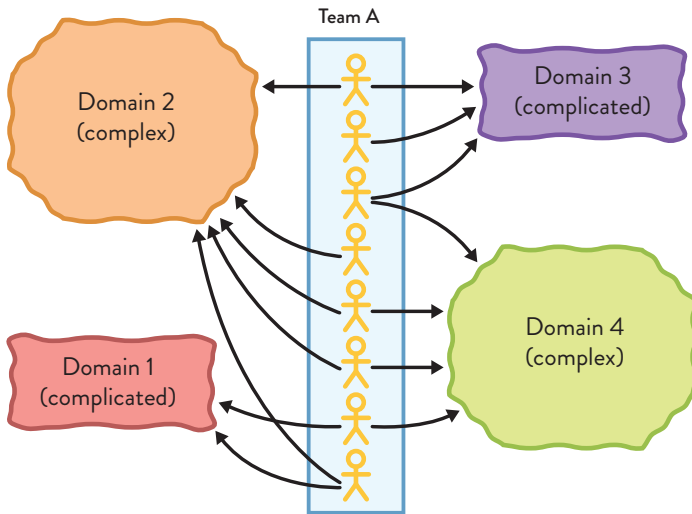 Team A
Domain 2
(complex)
Domain 3
(complicated)
Domain 1
(complicated)
Domain 4
(complex)